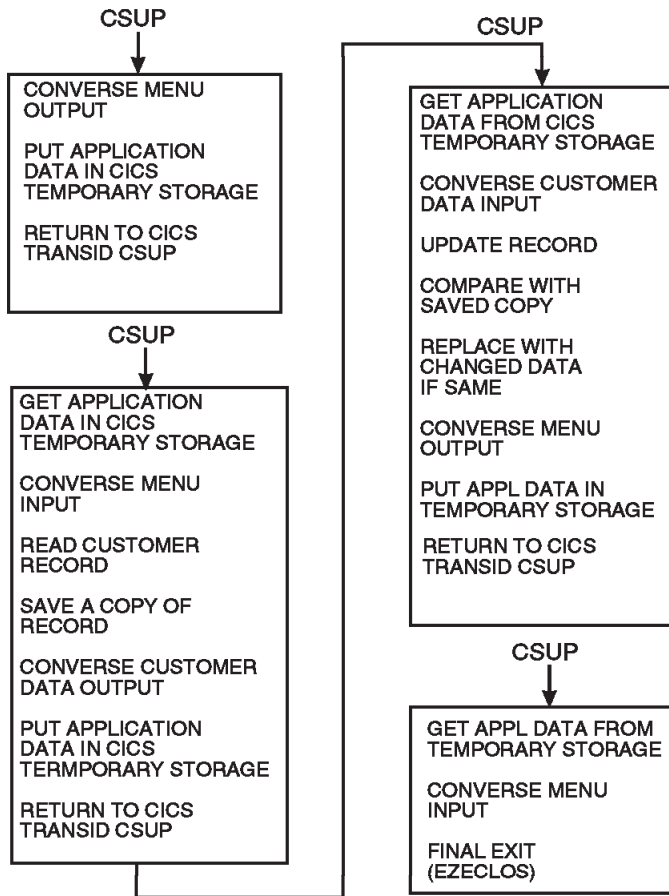 CSUP
CONVERSE MENU
OUTPUT
PUT APPLICATION
DATA IN CICS
TEMPORARY STORAGE
RETURN TO CICS
TRANSID CSUP
CSUP
GET APPLICATION
DATA IN CICS
TEMPORARY STORAGE
CONVERSE MENU
INPUT
READ CUSTOMER
RECORD
SAVE A COPY OF
RECORD
CONVERSE CUSTOMER
DATA OUTPUT
PUT APPLICATION
DATA IN CICS
TERMPORARY STORAGE
RETURN TO CICS
TRANSID CSUP
CSUP
GET APPLICATION
DATA FROM CICS
TEMPORARY STORAGE
CONVERSE CUSTOMER
DATA INPUT
UPDATE RECORD
COMPARE WITH
SAVED COPY
REPLACE WITH
CHANGED DATA
IF SAME
CONVERSE MENU
OUTPUT
PUT APPL DATA IN
TEMPORARY STORAGE
RETURN TO CICS
TRANSID CSUP
CSUP
GET APPL DATA FROM
TEMPORARY STORAGE
CONVERSE MENU
INPUT
FINAL EXIT
(EZECLOS)